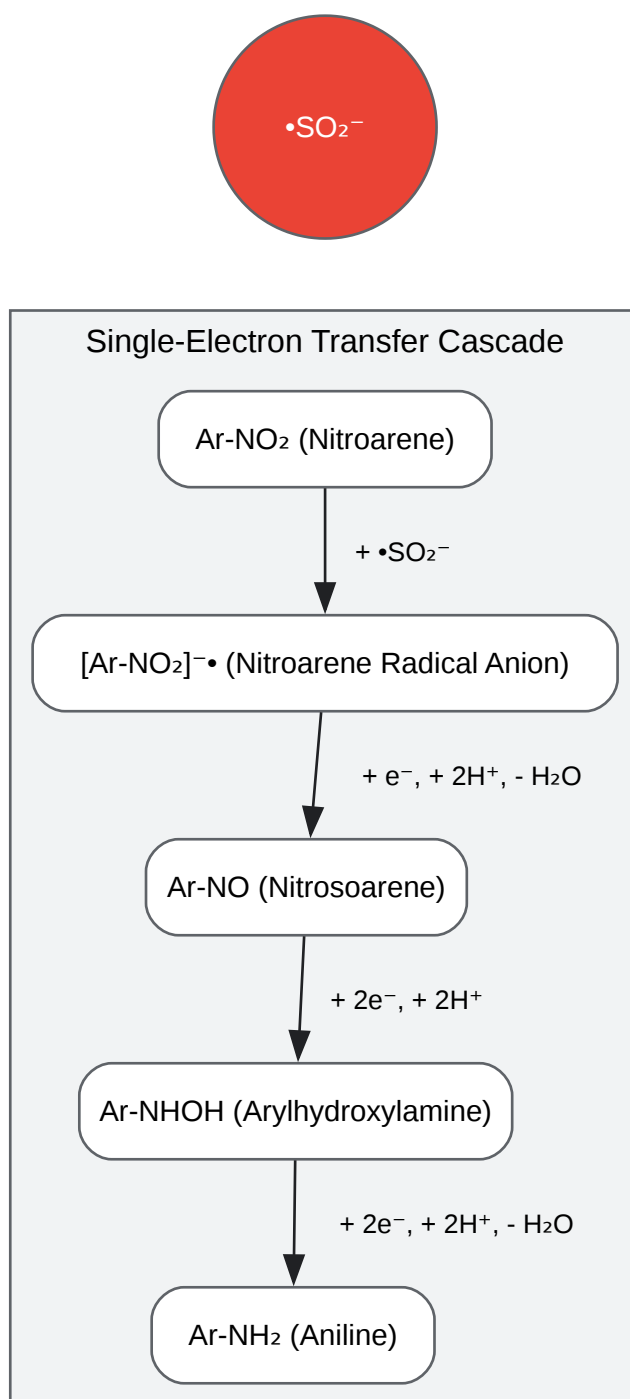 •SO₂⁻
Single-Electron Transfer Cascade
Ar-NO₂ (Nitroarene)
+ •SO₂⁻
[Ar-NO₂]⁻• (Nitroarene Radical Anion)
+ e⁻, + 2H⁺, - H₂O
Ar-NO (Nitrosoarene)
+ 2e⁻, + 2H⁺
Ar-NHOH (Arylhydroxylamine)
+ 2e⁻, + 2H⁺, - H₂O
Ar-NH₂ (Aniline)